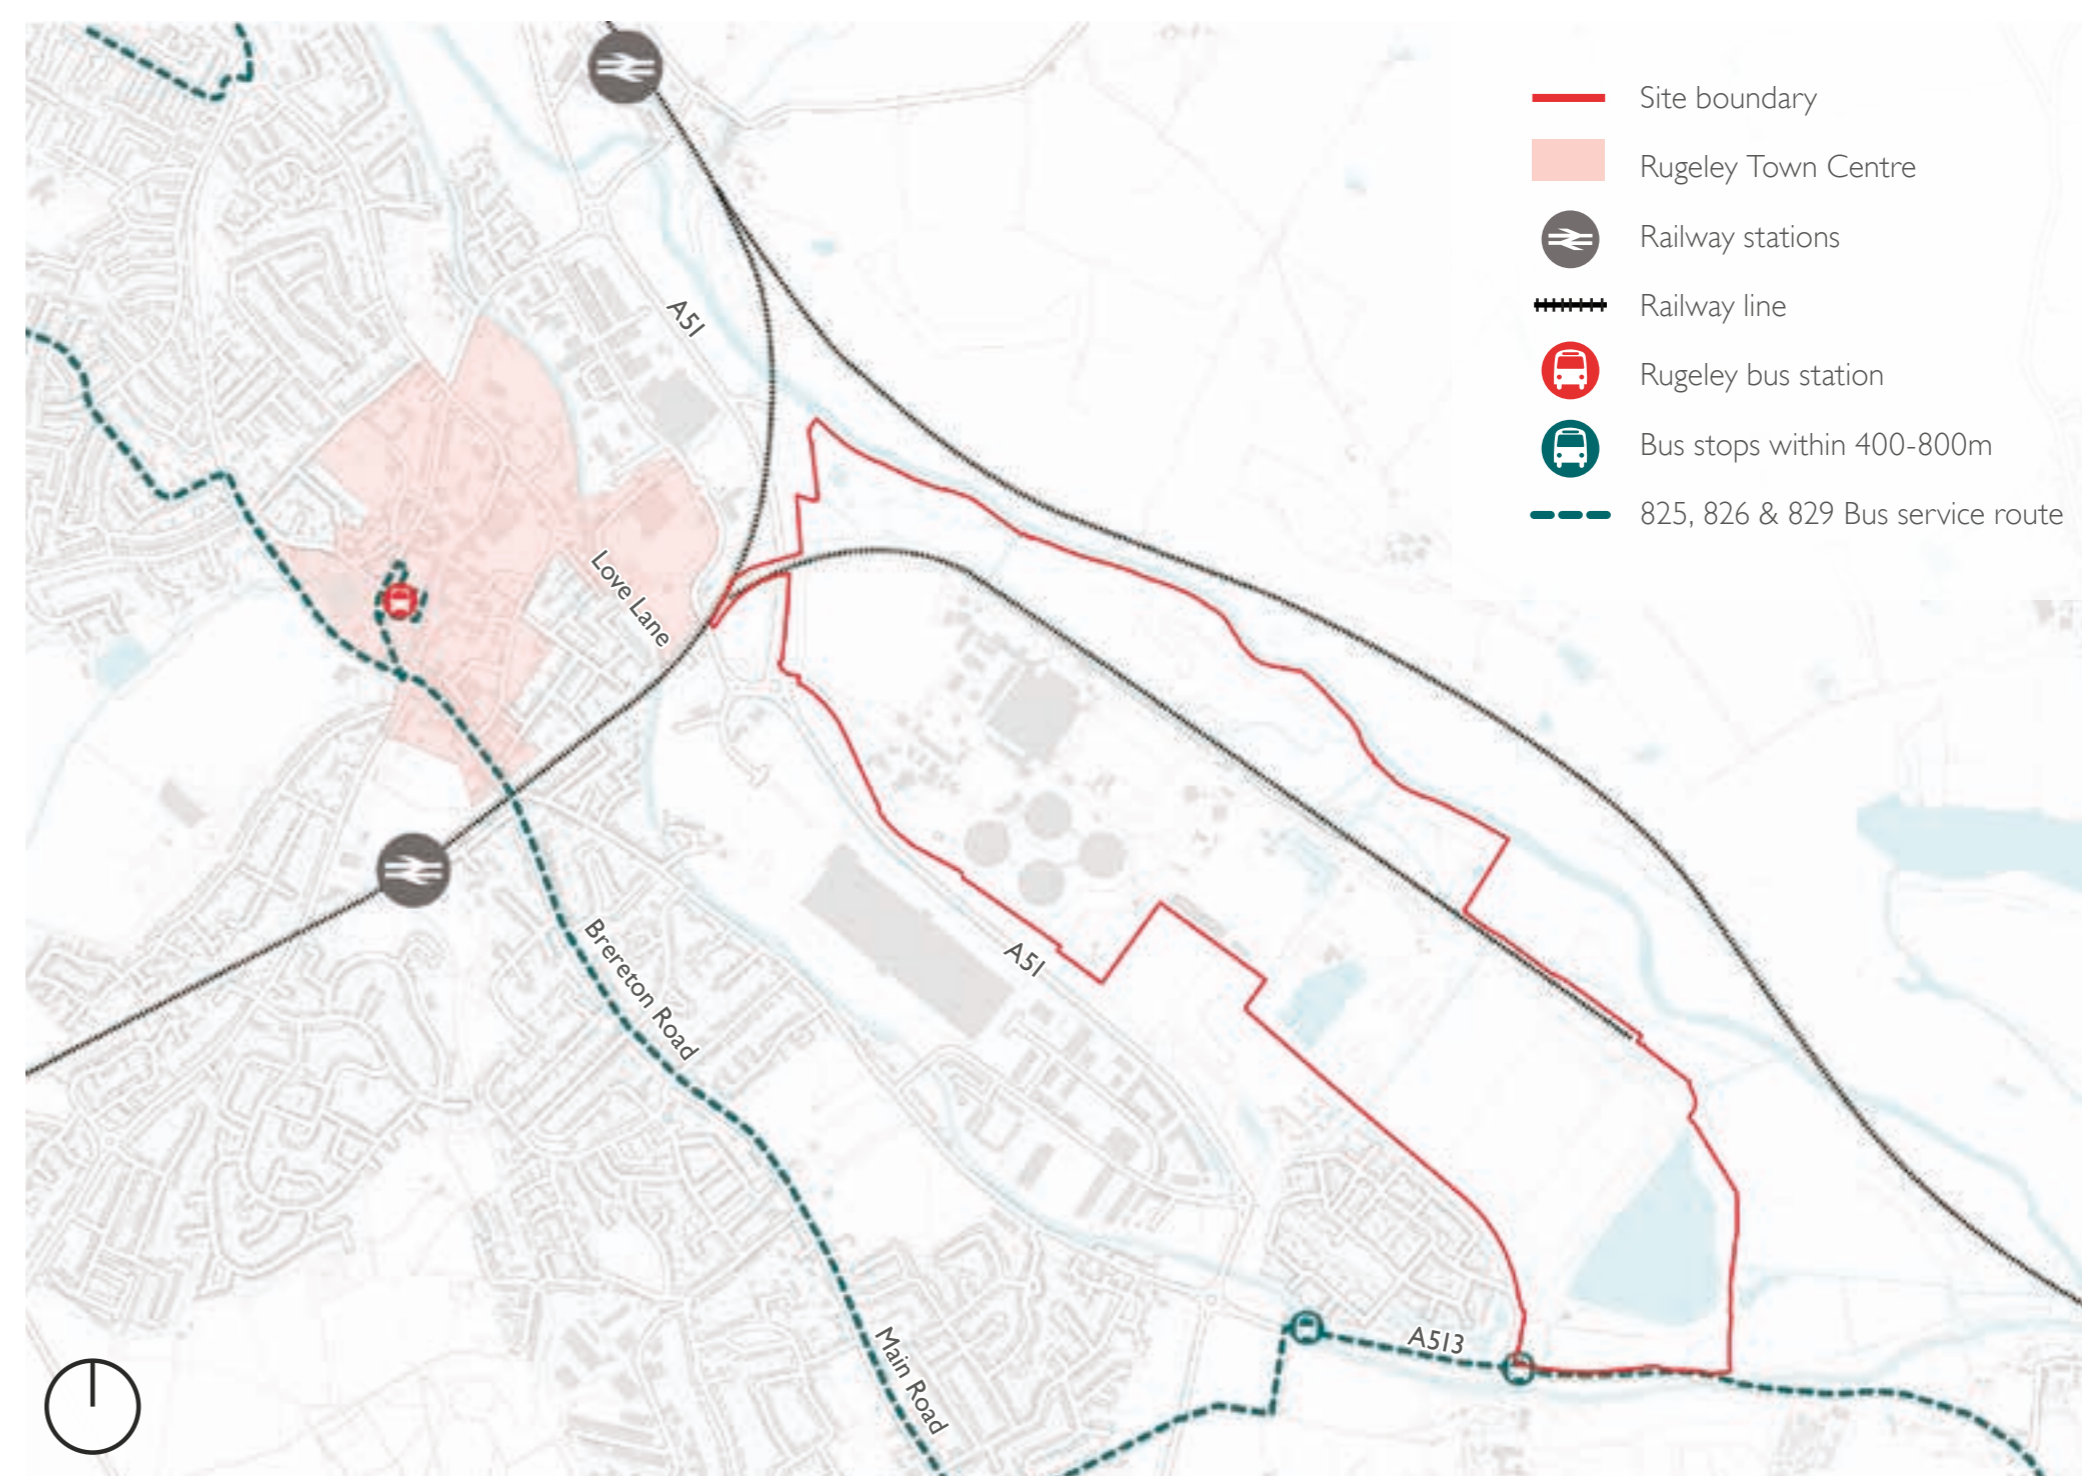 Site boundary
Rugeley Town Centre
Railway stations
Railway line
Rugeley bus station
Bus stops within 400-800m
825, 826 & 829 Bus service route
A51
Love Lane
A51
Brereton Road
Main Road
A513